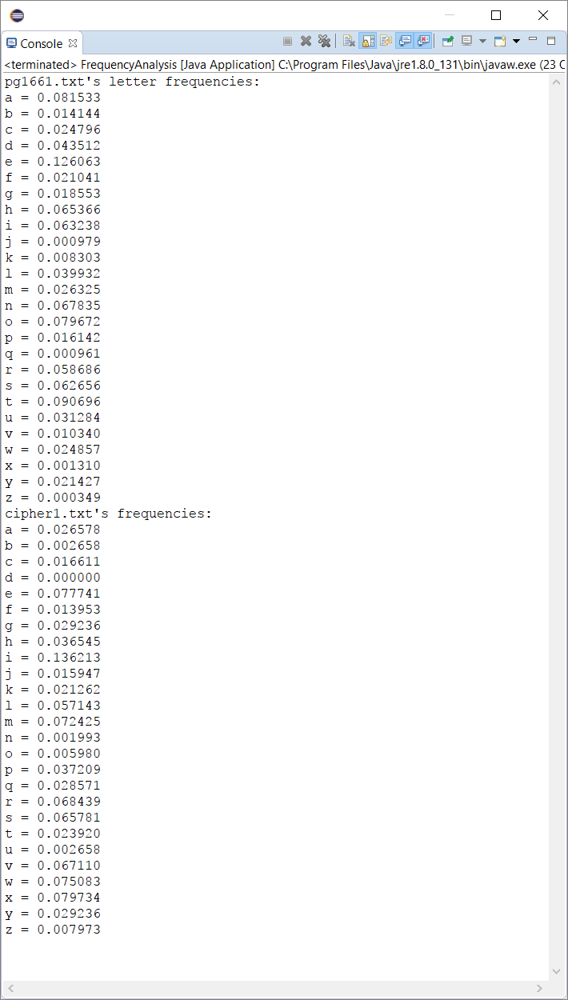 Console
<terminated> FrequencyAnalysis [Java Application] C:\Program Files\Java\jre1.8.0_131\bin\javaw.exe (23 O
pg1661.txt's letter frequencies:
a = 0.081533
b = 0.014144
c = 0.024796
d = 0.043512
e = 0.126063
f = 0.021041
g = 0.018553
h = 0.065366
i = 0.063238
j = 0.000979
k = 0.008303
l = 0.039932
m = 0.026325
n = 0.067835
o = 0.079672
p = 0.016142
q = 0.000961
r = 0.058686
s = 0.062656
t = 0.090696
u = 0.031284
v = 0.010340
w = 0.024857
x = 0.001310
y = 0.021427
z = 0.000349
cipher1.txt's frequencies:
a = 0.026578
b = 0.002658
c = 0.016611
d = 0.000000
e = 0.077741
f = 0.013953
g = 0.029236
h = 0.036545
i = 0.136213
j = 0.015947
k = 0.021262
l = 0.057143
m = 0.072425
n = 0.001993
o = 0.005980
p = 0.037209
q = 0.028571
r = 0.068439
s = 0.065781
t = 0.023920
u = 0.002658
v = 0.067110
w = 0.075083
x = 0.079734
y = 0.029236
z = 0.007973